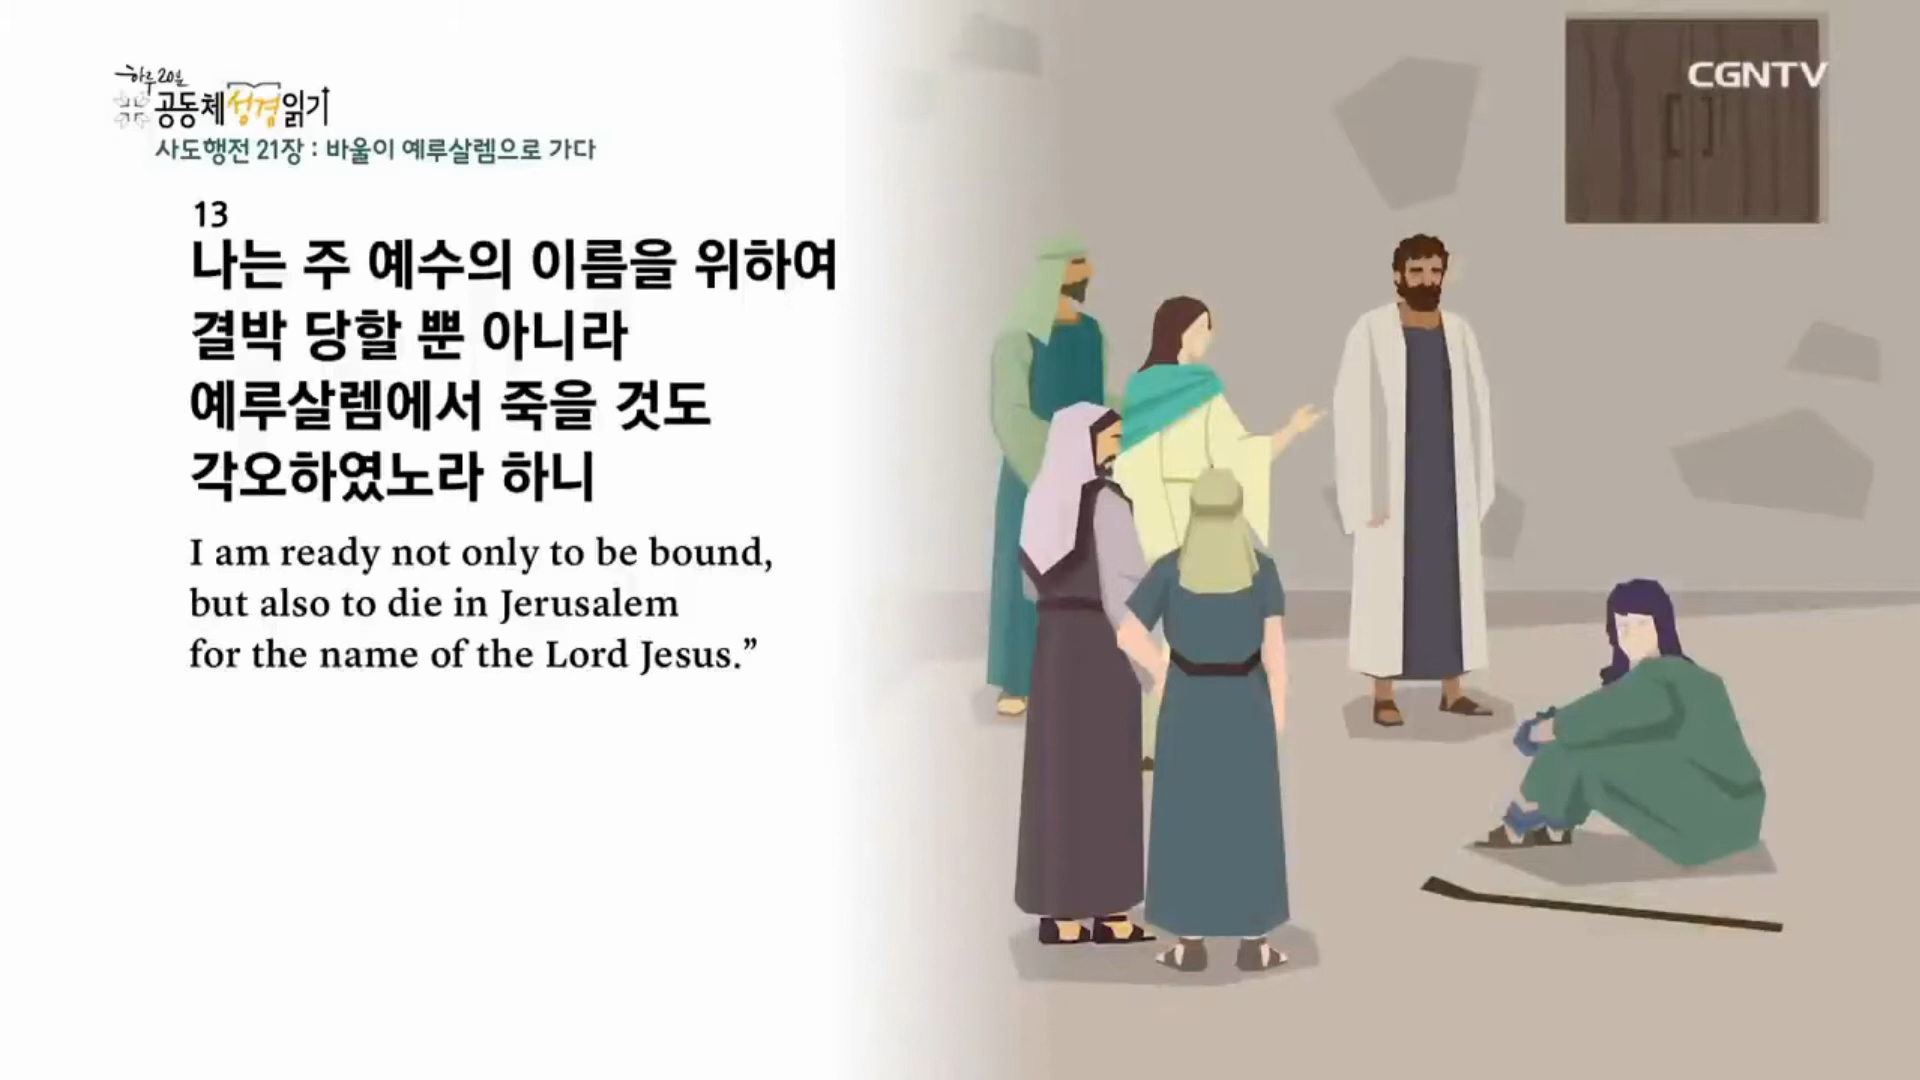 하루20분
공동체성경읽기
CGNTV
사도행전 21장 : 바울이 예루살렘으로 가다
13
나는 주 예수의 이름을 위하여
결박 당할 뿐 아니라
예루살렘에서 죽을 것도
각오하였노라 하니
I am ready not only to be bound,
but also to die in Jerusalem
for the name of the Lord Jesus.”